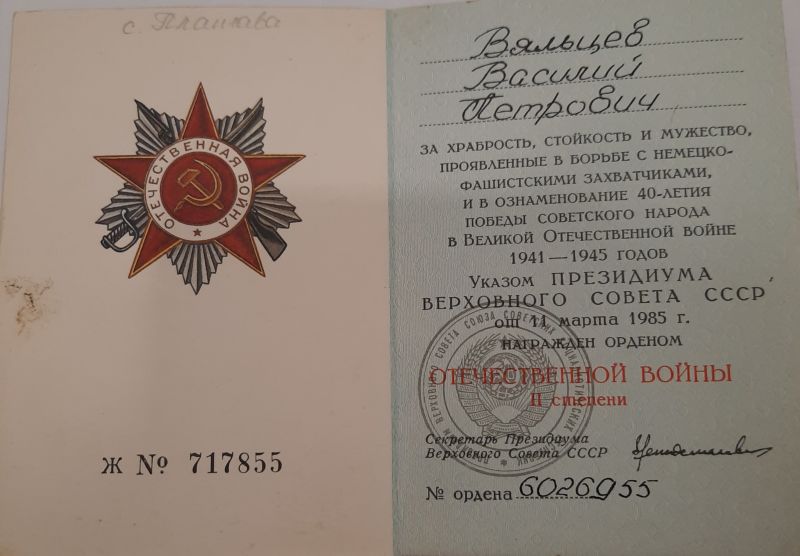 с. Плантава
ОТЕЧЕСТВЕННАЯ ВОЙНА
Ж № 717855
Вяльцев
Василий
Петрович
ЗА ХРАБРОСТЬ, СТОЙКОСТЬ И МУЖЕСТВО,
ПРОЯВЛЕННЫЕ В БОРЬБЕ С НЕМЕЦКО-
ФАШИСТСКИМИ ЗАХВАТЧИКАМИ,
И В ОЗНАМЕНОВАНИЕ 40-ЛЕТИЯ
ПОБЕДЫ СОВЕТСКОГО НАРОДА
В ВЕЛИКОЙ ОТЕЧЕСТВЕННОЙ ВОЙНЕ
1941—1945 ГОДОВ
УКАЗОМ ПРЕЗИДИУМА
ВЕРХОВНОГО СОВЕТА СССР
от 11 марта 1985 г.
НАГРАЖДЕН ОРДЕНОМ
ОТЕЧЕСТВЕННОЙ ВОЙНЫ
II степени
Секретарь Президиума
Верховного Совета СССР
№ ордена 6026955